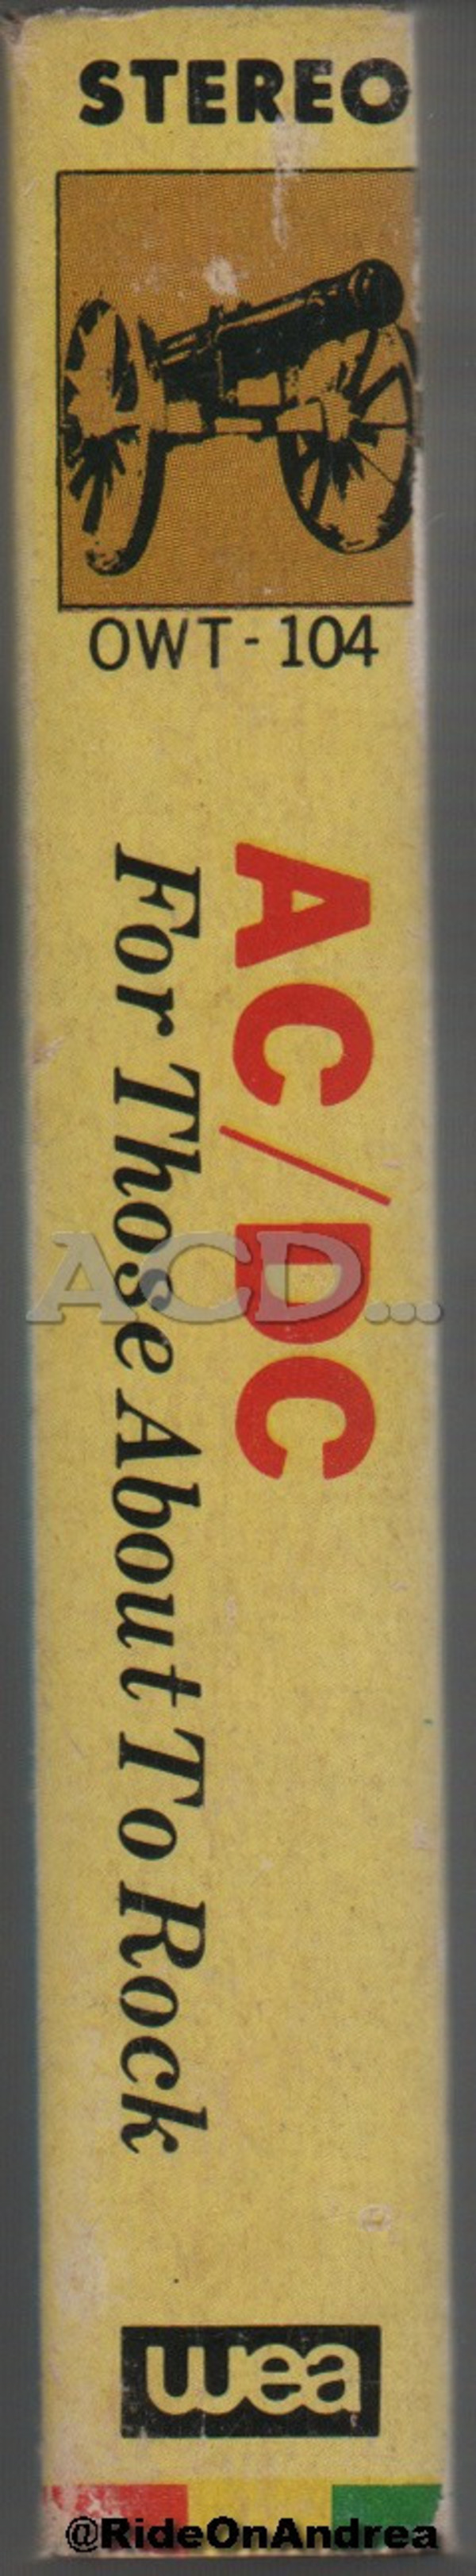 STEREO
OWT-104
AC/DC
For Those About To Rock
ACD...
wea
@RideOnAndrea